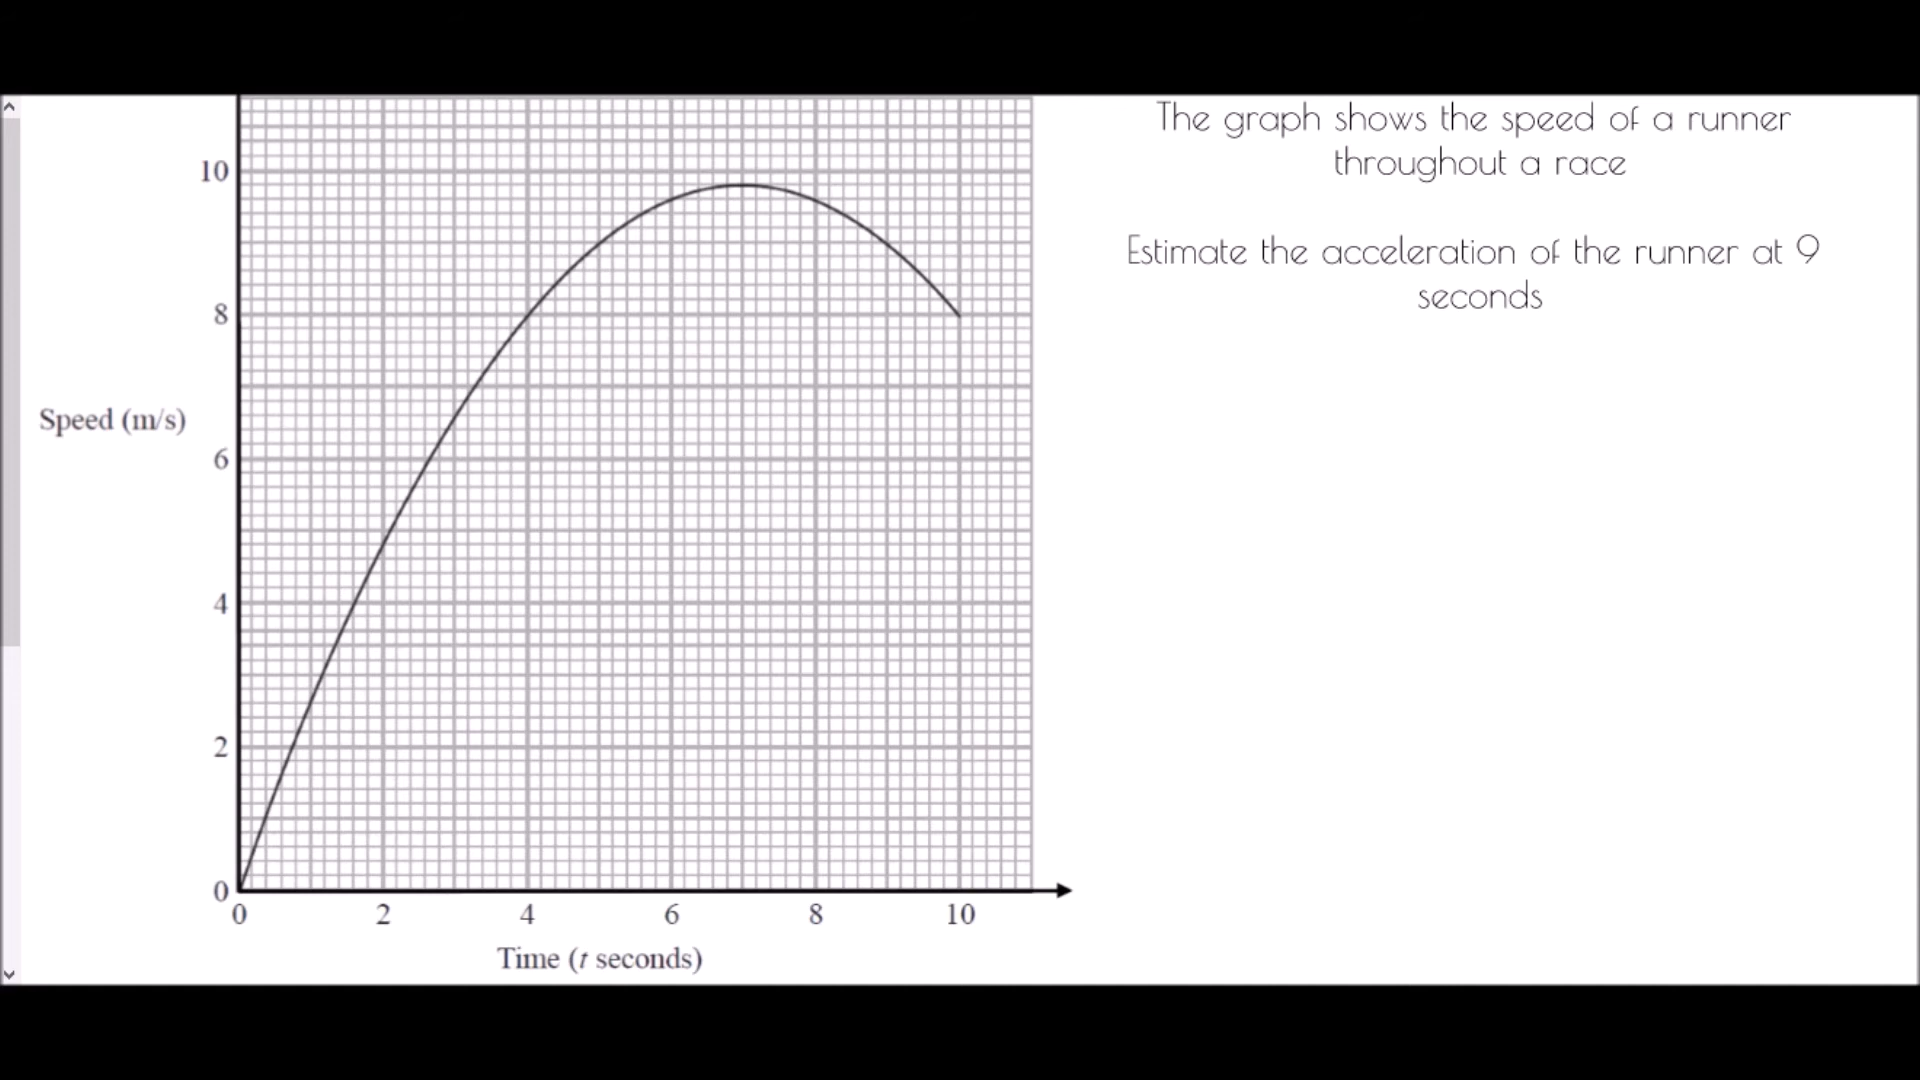 The graph shows the speed of a runner
throughout a race
Estimate the acceleration of the runner at 9
seconds
10
8
6
4
2
0
Speed (m/s)
0 2 4 6 8 10
Time (t seconds)